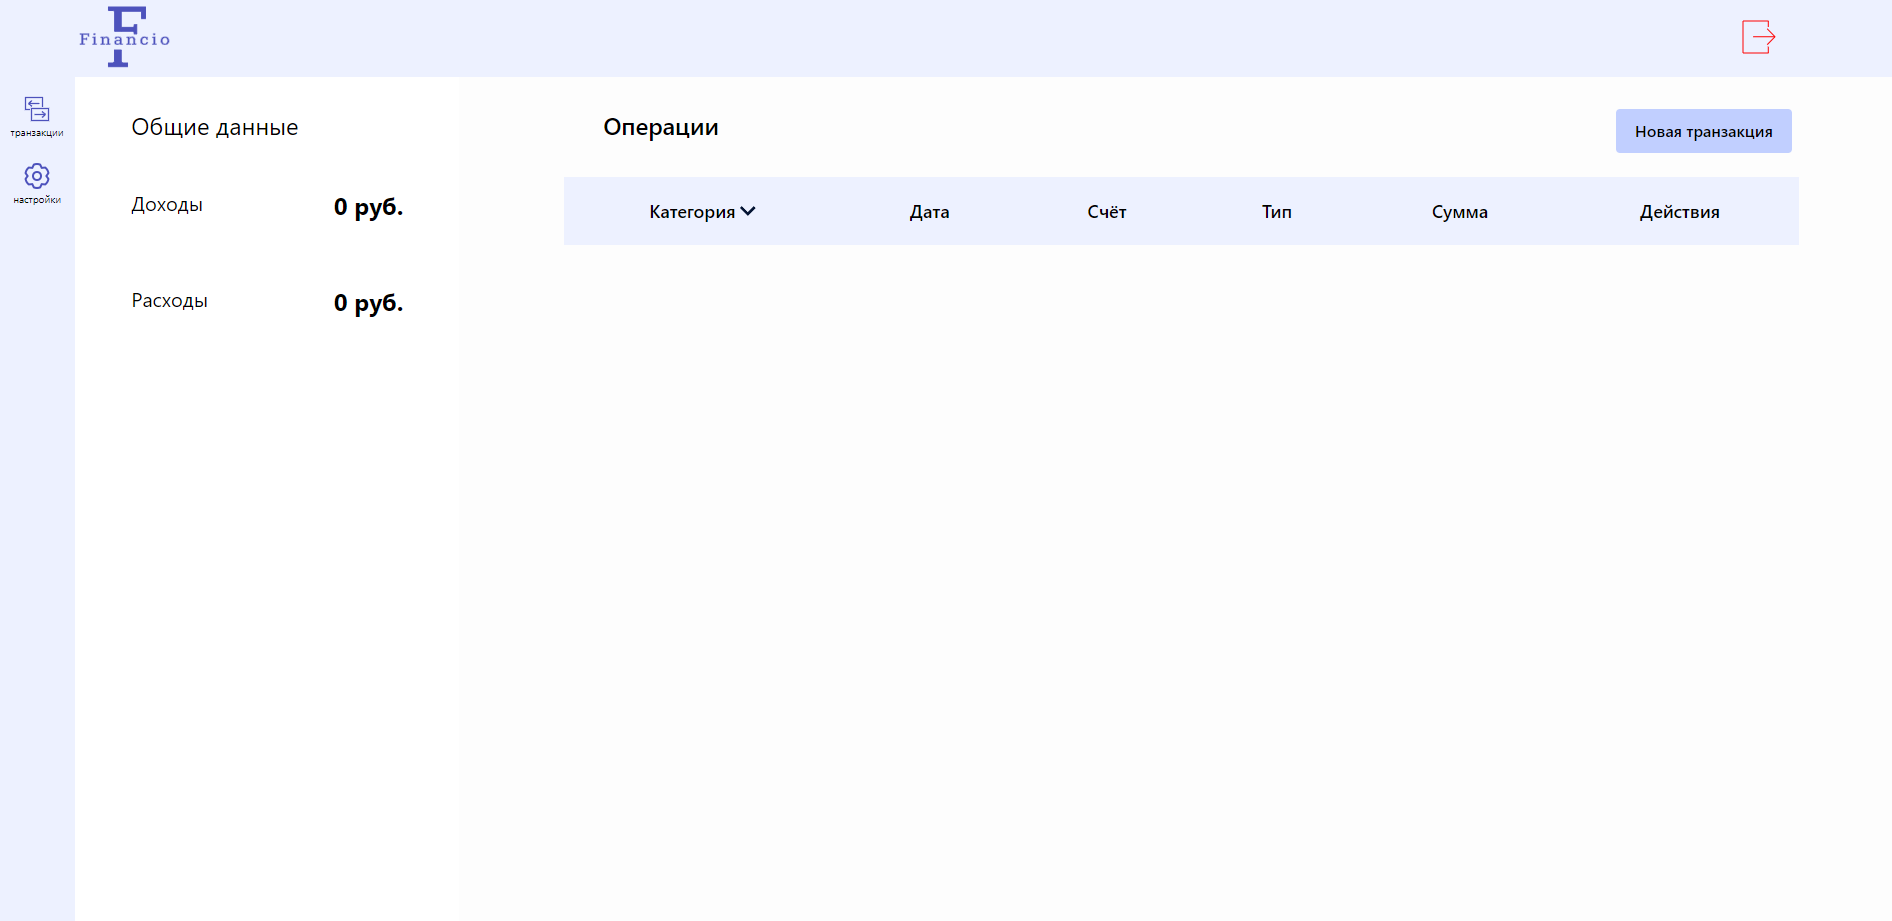 Financio
транзакции
настройки
Общие данные
Доходы 0 руб.
Расходы 0 руб.
Операции
Новая транзакция
Категория Дата Счёт Тип Сумма Действия